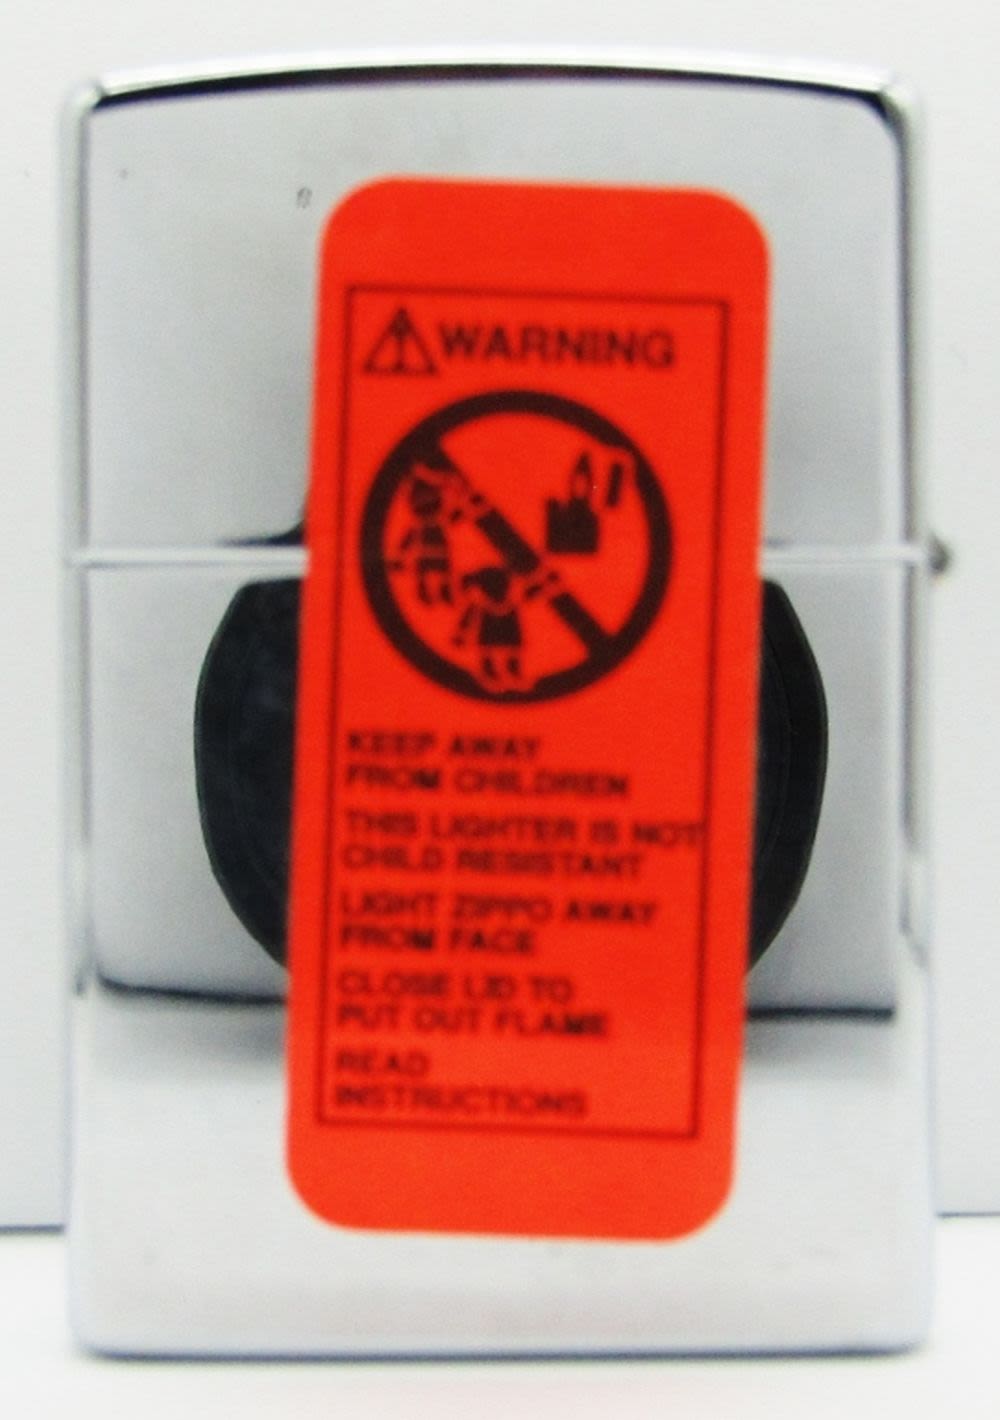 WARNING
KEEP AWAY
FROM CHILDREN
THIS LIGHTER IS NOT
CHILD RESISTANT
LIGHT ZIPPO AWAY
FROM FACE
CLOSE LID TO
PUT OUT FLAME
READ
INSTRUCTIONS